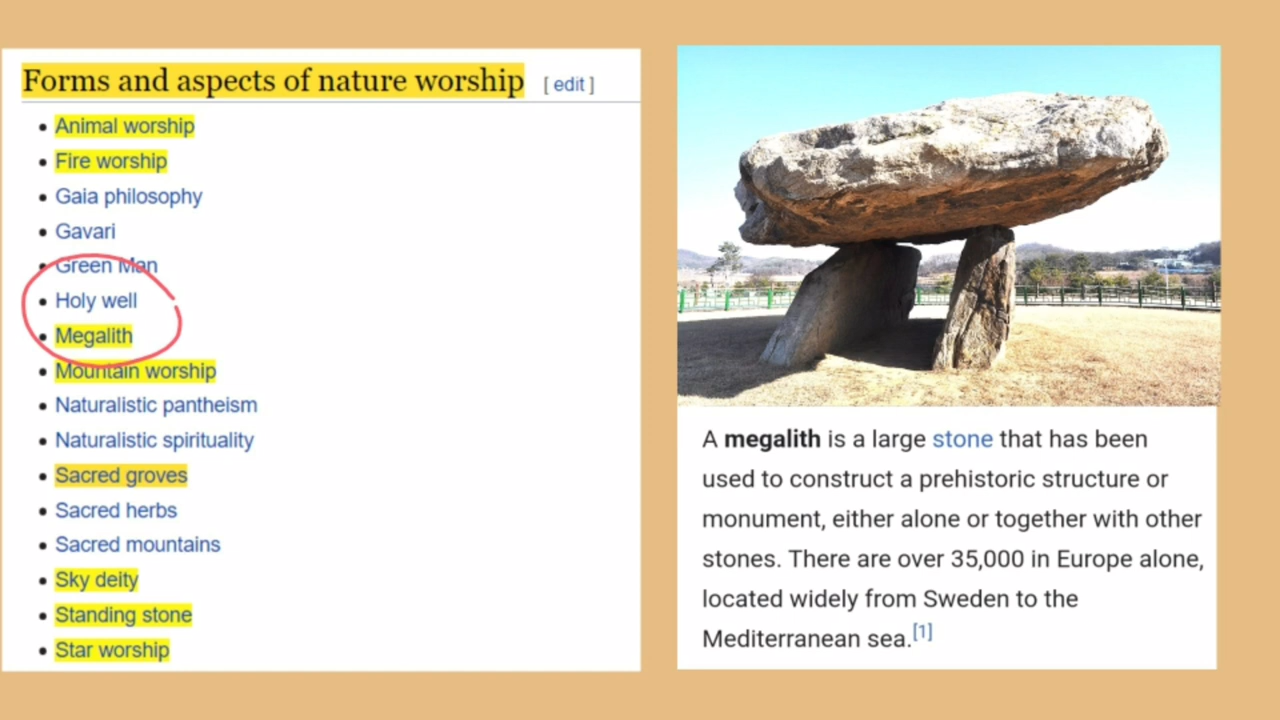 Forms and aspects of nature worship [ edit ]
Animal worship
Fire worship
Gaia philosophy
Gavari
Green Man
Holy well
Megalith
Mountain worship
Naturalistic pantheism
Naturalistic spirituality
Sacred groves
Sacred herbs
Sacred mountains
Sky deity
Standing stone
Star worship
A megalith is a large stone that has been
used to construct a prehistoric structure or
monument, either alone or together with other
stones. There are over 35,000 in Europe alone,
located widely from Sweden to the
Mediterranean sea.[1]